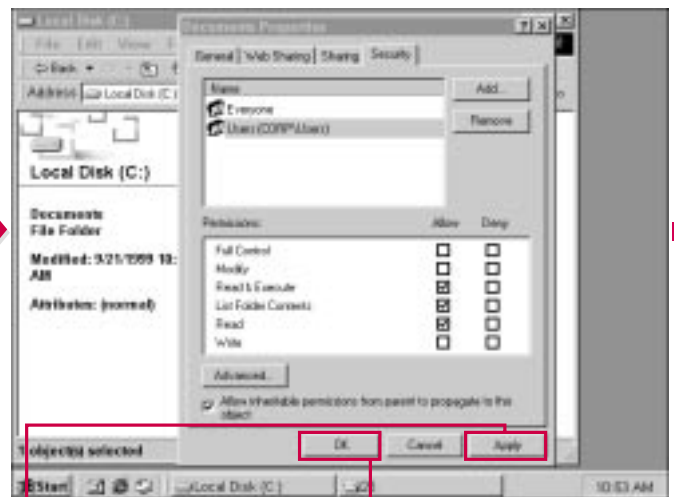 Local Disk (C:)
Documents Properties
File Edit View
Back
Address Local Disk (C:)
General Web Sharing Sharing Security
Name
Everyone
Users (CORP\Users)
Add...
Remove
Local Disk (C:)
Documents
File Folder
Modified: 9/21/1999 10:
AM
Attributes: (normal)
Permissions: Allow Deny
Full Control
Modify
Read & Execute
List Folder Contents
Read
Write
Advanced...
Allow inheritable permissions from parent to propagate to this
object
OK Cancel Apply
1 object(s) selected
Start Local Disk (C:) 10:53 AM